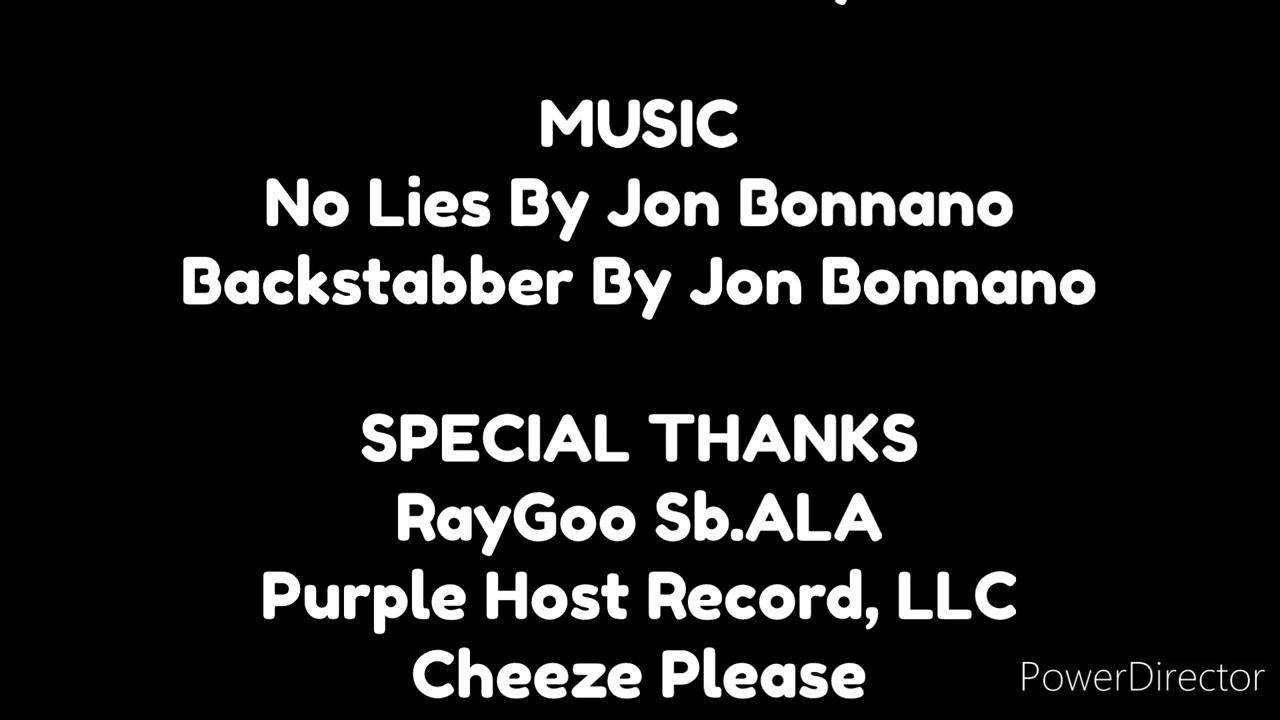 MUSIC
No Lies By Jon Bonnano
Backstabber By Jon Bonnano
SPECIAL THANKS
RayGoo Sb.ALA
Purple Host Record, LLC
Cheeze Please
PowerDirector